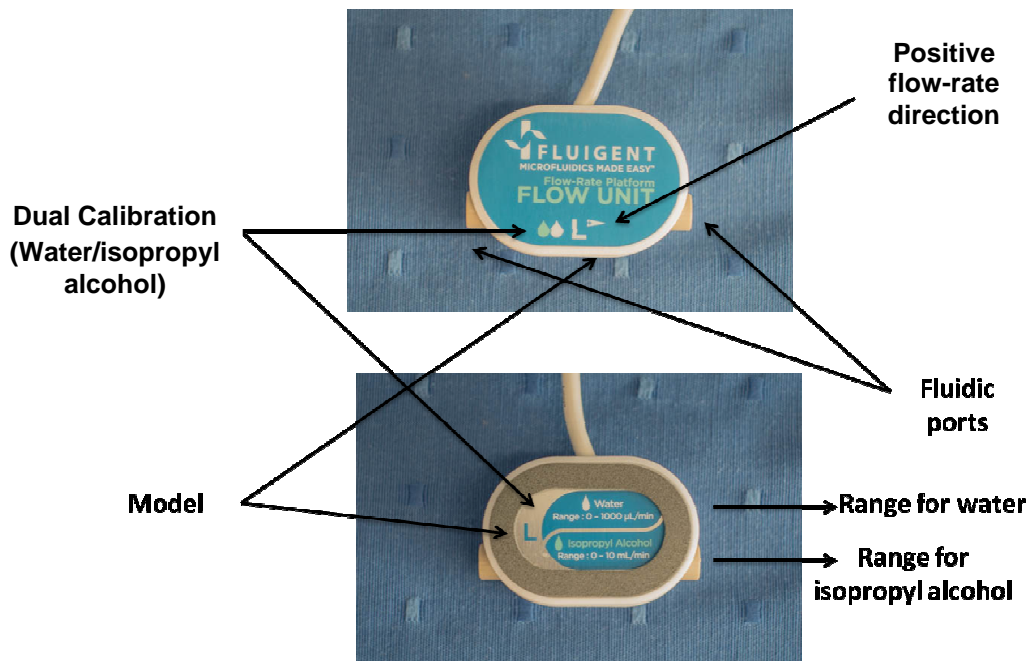 Positive
flow-rate
direction
FLUIGENT
MICROFLUIDICS MADE EASY™
Flow-Rate Platform
FLOW UNIT
L
Dual Calibration
(Water/isopropyl
alcohol)
Fluidic
ports
Model
L
Water
Range : 0 – 1000 µL/min
Isopropyl Alcohol
Range : 0 – 10 mL/min
Range for water
Range for
isopropyl alcohol